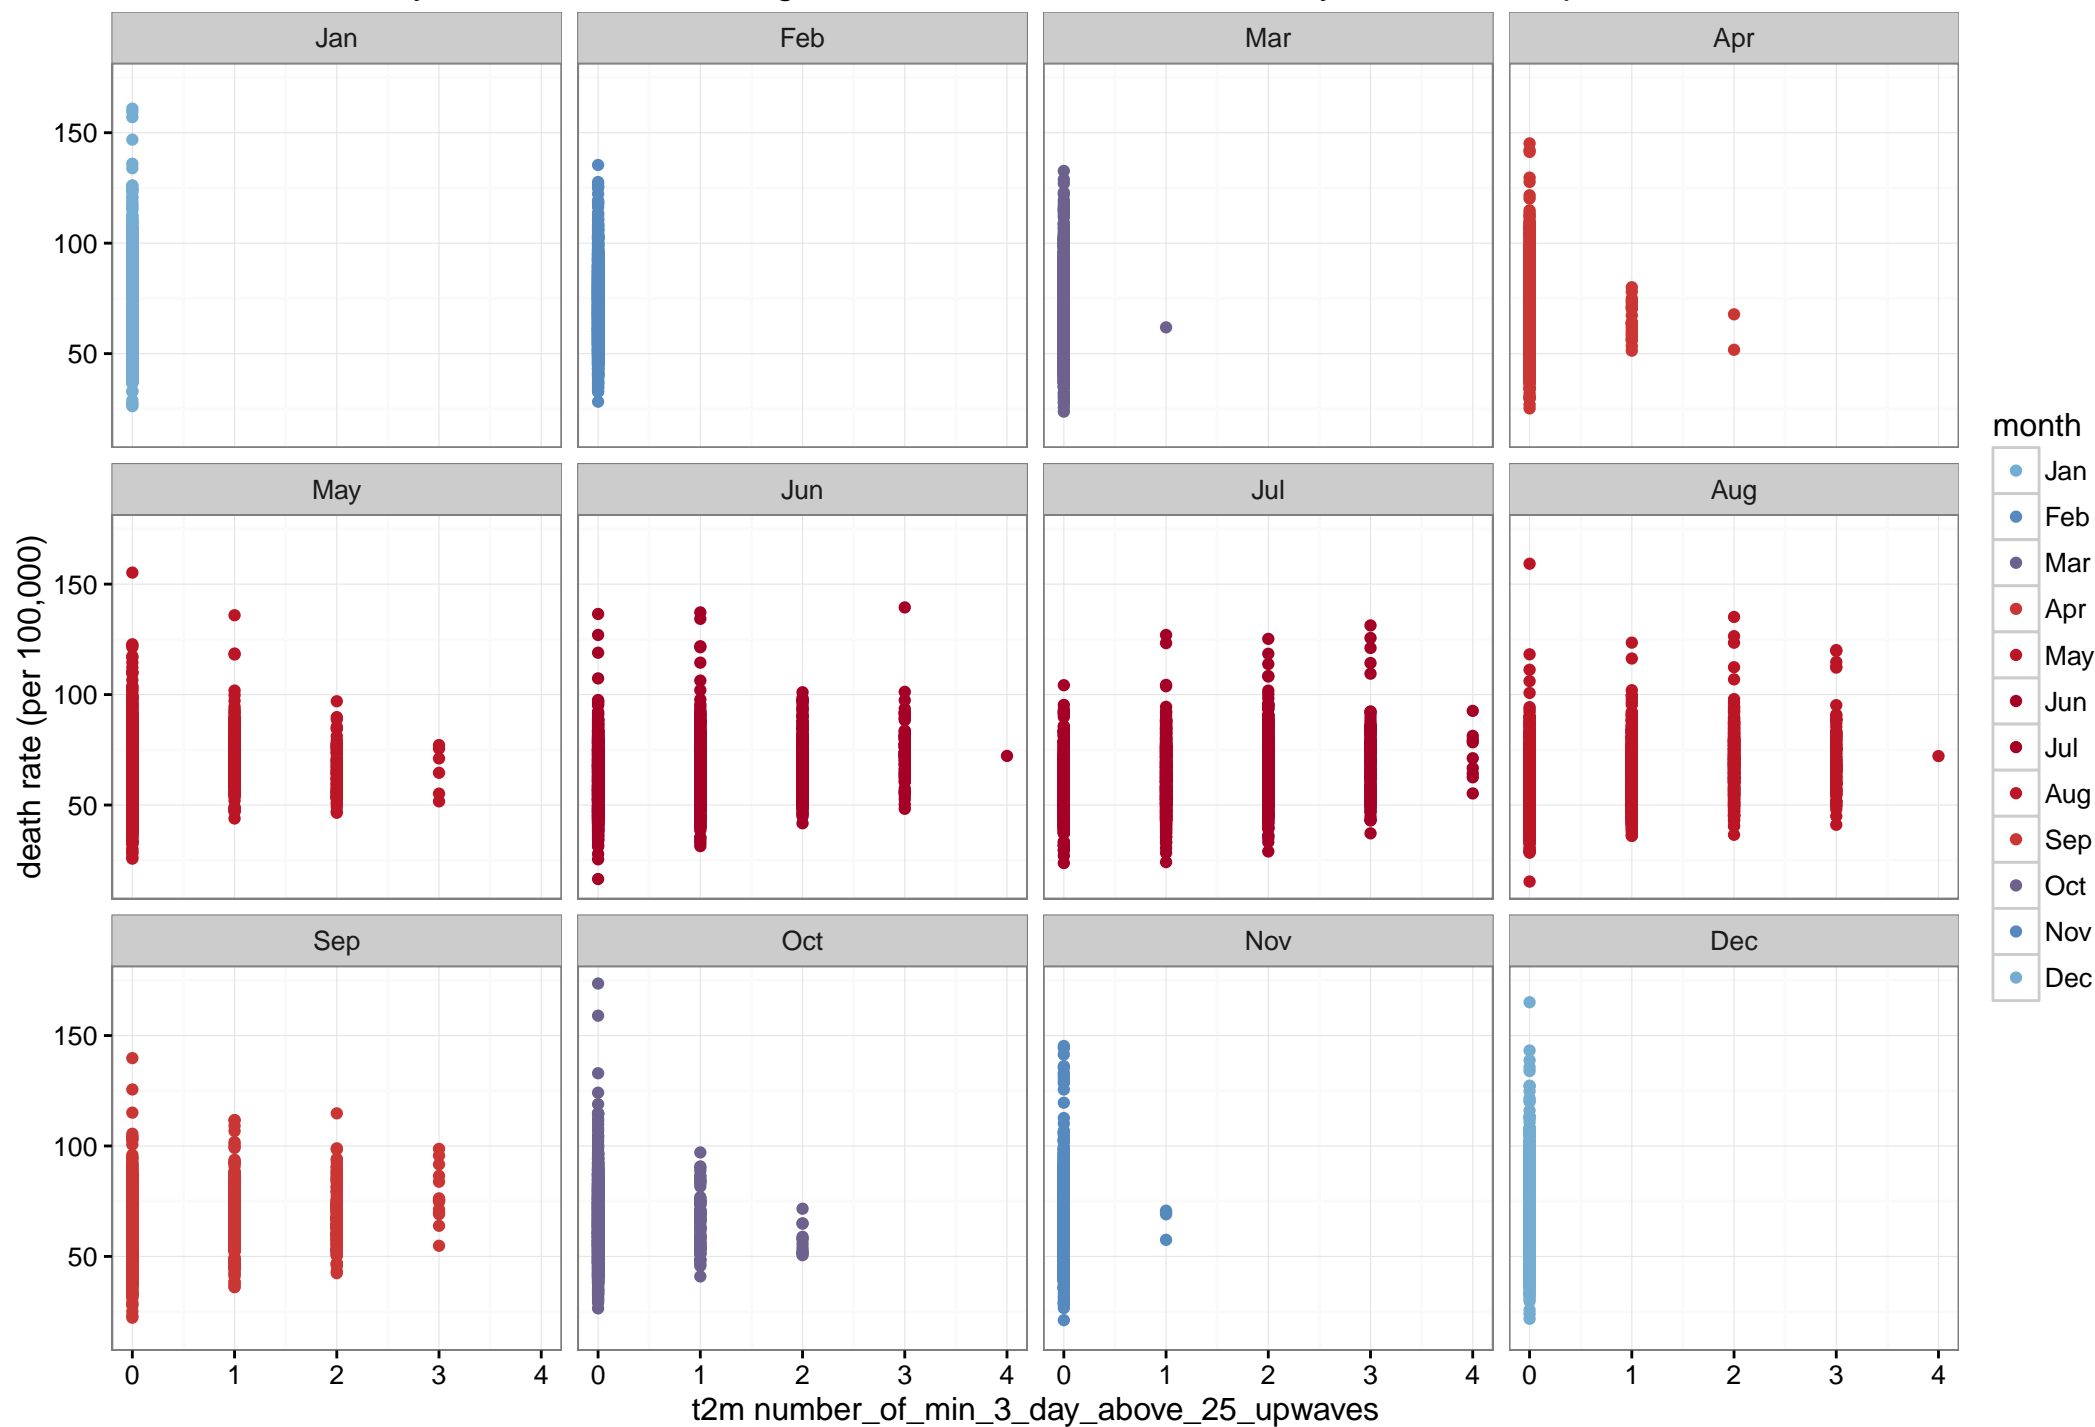 Jan Feb Mar Apr
150
100
50
May Jun Jul Aug
150
100
50
Sep Oct Nov Dec
150
100
50
0 1 2 3 4 0 1 2 3 4 0 1 2 3 4 0 1 2 3 4
t2m number_of_min_3_day_above_25_upwaves
death rate (per 100,000)
month
Jan
Feb
Mar
Apr
May
Jun
Jul
Aug
Sep
Oct
Nov
Dec